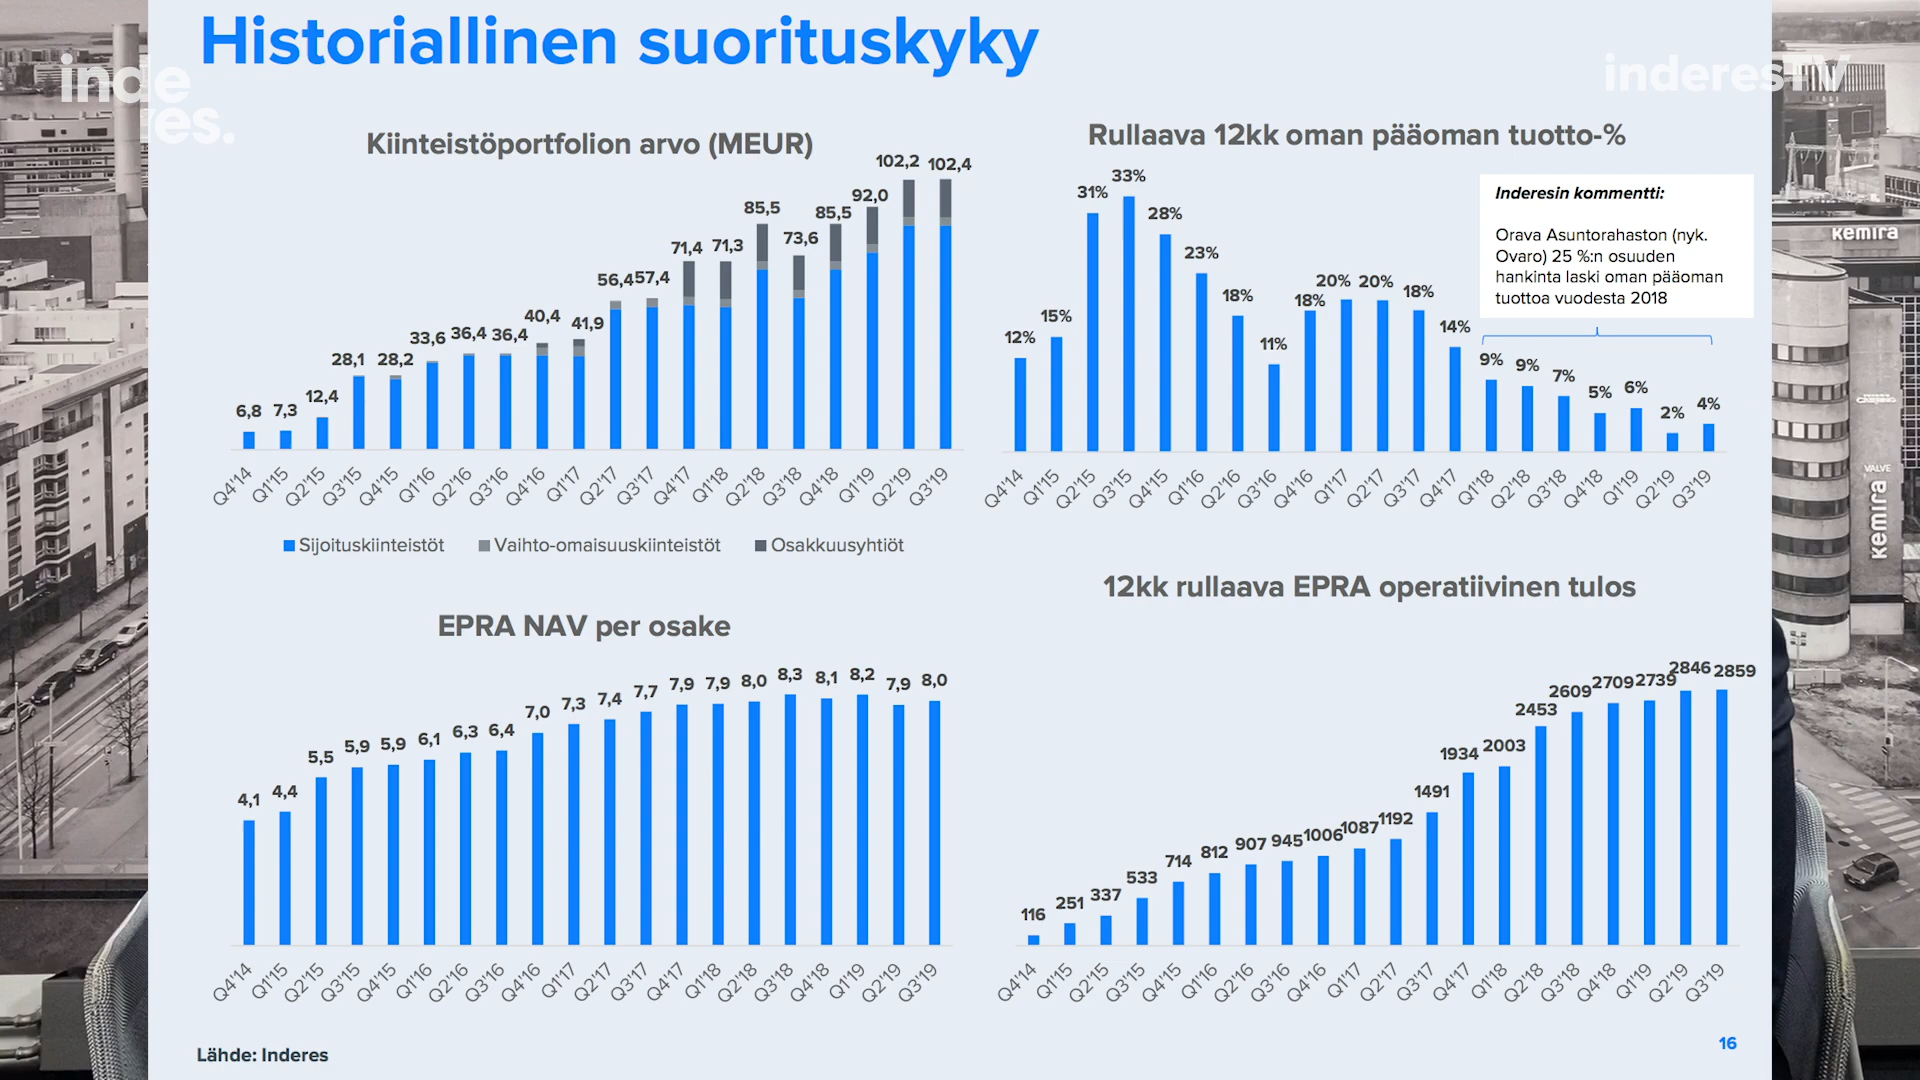 Historiallinen suorituskyky
inde
res.
inderesTV
Kiinteistöportfolion arvo (MEUR)
6,8 7,3 12,4 28,1 28,2 33,6 36,4 36,4 40,4 41,9 56,4 57,4 71,4 71,3 85,5 73,6 85,5 92,0 102,2 102,4
Q4'14 Q1'15 Q2'15 Q3'15 Q4'15 Q1'16 Q2'16 Q3'16 Q4'16 Q1'17 Q2'17 Q3'17 Q4'17 Q1'18 Q2'18 Q3'18 Q4'18 Q1'19 Q2'19 Q3'19
Sijoituskiinteistöt Vaihto-omaisuuskiinteistöt Osakkuusyhtiöt
Rullaava 12kk oman pääoman tuotto-%
12% 15% 31% 33% 28% 23% 18% 11% 18% 20% 20% 18% 14% 9% 9% 7% 5% 6% 2% 4%
Q4'14 Q1'15 Q2'15 Q3'15 Q4'15 Q1'16 Q2'16 Q3'16 Q4'16 Q1'17 Q2'17 Q3'17 Q4'17 Q1'18 Q2'18 Q3'18 Q4'18 Q1'19 Q2'19 Q3'19
Inderesin kommentti:
Orava Asuntorahaston (nyk.
Ovaro) 25 %:n osuuden
hankinta laski oman pääoman
tuottoa vuodesta 2018
EPRA NAV per osake
4,1 4,4 5,5 5,9 5,9 6,1 6,3 6,4 7,0 7,3 7,4 7,7 7,9 7,9 8,0 8,3 8,1 8,2 7,9 8,0
Q4'14 Q1'15 Q2'15 Q3'15 Q4'15 Q1'16 Q2'16 Q3'16 Q4'16 Q1'17 Q2'17 Q3'17 Q4'17 Q1'18 Q2'18 Q3'18 Q4'18 Q1'19 Q2'19 Q3'19
12kk rullaava EPRA operatiivinen tulos
116 251 337 533 714 812 907 945 1006 1087 1192 1491 1934 2003 2453 2609 2709 2739 2846 2859
Q4'14 Q1'15 Q2'15 Q3'15 Q4'15 Q1'16 Q2'16 Q3'16 Q4'16 Q1'17 Q2'17 Q3'17 Q4'17 Q1'18 Q2'18 Q3'18 Q4'18 Q1'19 Q2'19 Q3'19
Lähde: Inderes
16
kemira
VALVE
kemira